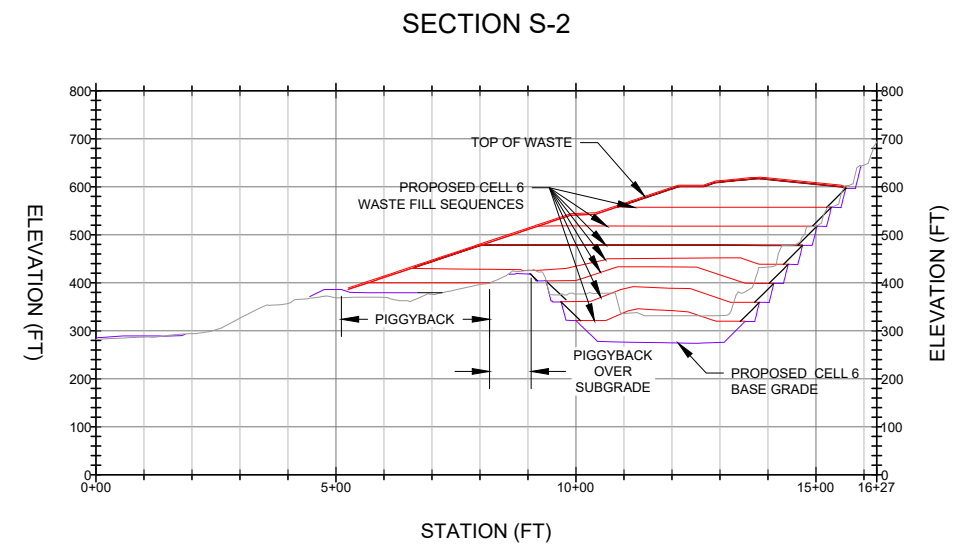 SECTION S-2
800
800
TOP OF WASTE
700
700
PROPOSED CELL 6
WASTE FILL SEQUENCES
600
600
500
500
ELEVATION (FT)
ELEVATION (FT)
400
400
PIGGYBACK
300
300
PIGGYBACK
OVER
SUBGRADE
PROPOSED CELL 6
BASE GRADE
200
200
100
100
0
0
0+00
5+00
10+00
15+00
16+27
STATION (FT)